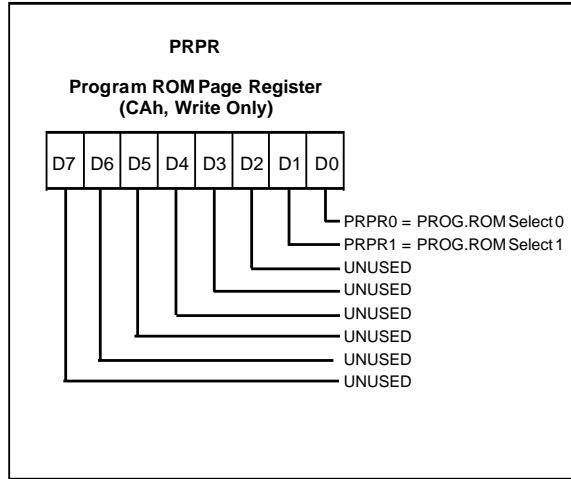 PRPR
Program ROM Page Register
(CAh, Write Only)
D7 D6 D5 D4 D3 D2 D1 D0
PRPR0 = PROG.ROM Select 0
PRPR1 = PROG.ROM Select 1
UNUSED
UNUSED
UNUSED
UNUSED
UNUSED
UNUSED